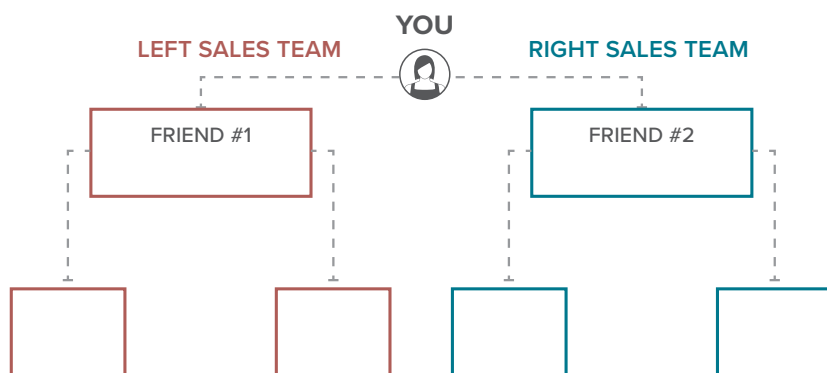 YOU
LEFT SALES TEAM
RIGHT SALES TEAM
FRIEND #1
FRIEND #2